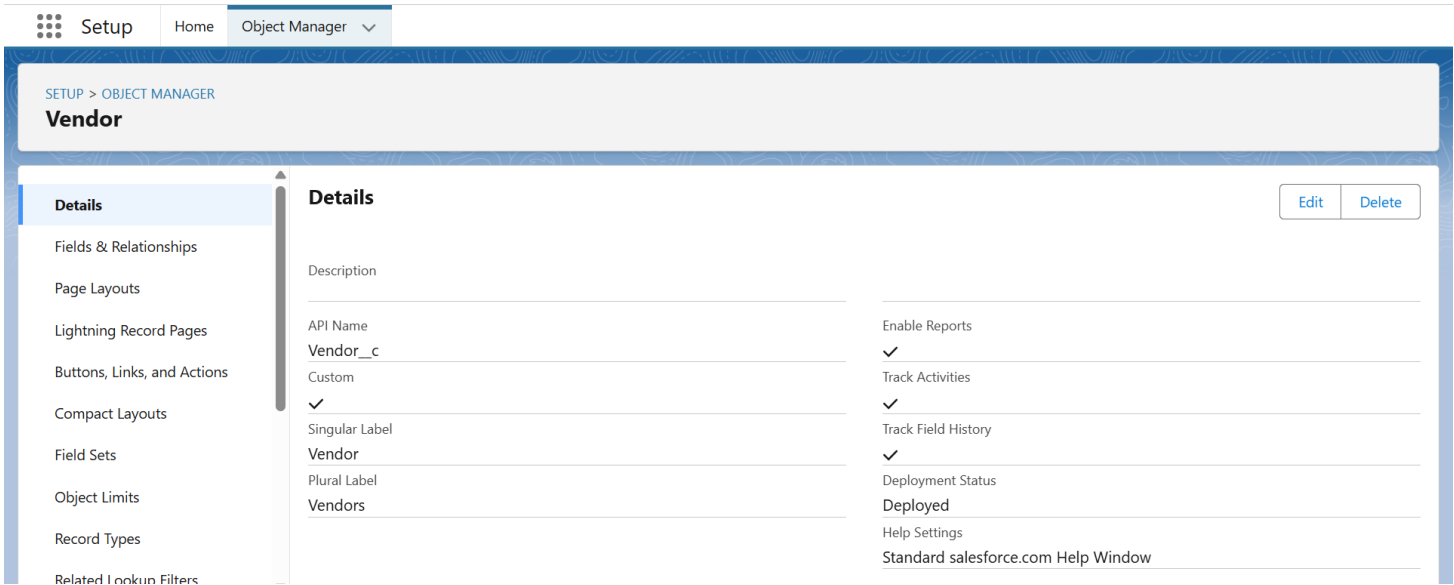 Setup
Home
Object Manager
SETUP > OBJECT MANAGER
Vendor
Details
Fields & Relationships
Page Layouts
Lightning Record Pages
Buttons, Links, and Actions
Compact Layouts
Field Sets
Object Limits
Record Types
Related Lookup Filters
Details
Edit
Delete
Description
API Name
Vendor__c
Custom
Singular Label
Vendor
Plural Label
Vendors
Enable Reports
Track Activities
Track Field History
Deployment Status
Deployed
Help Settings
Standard salesforce.com Help Window